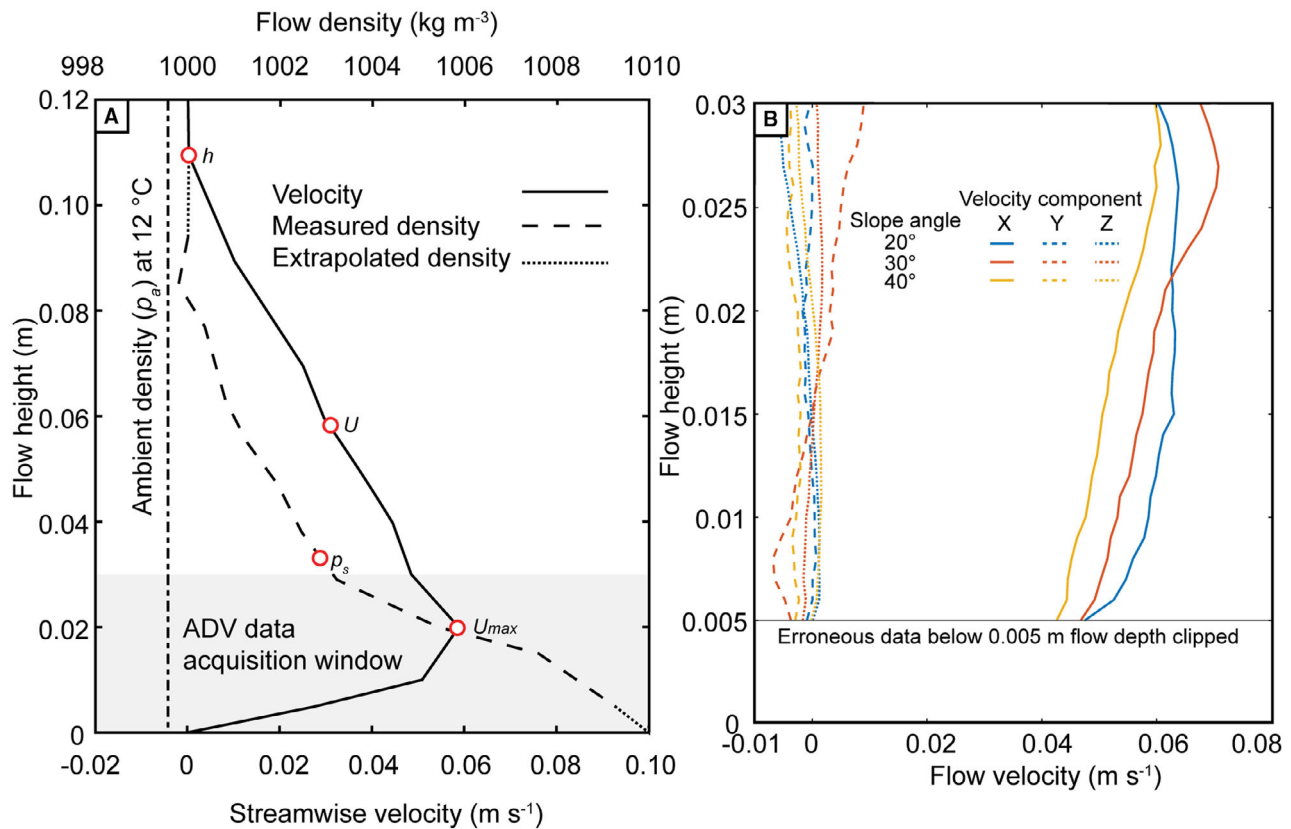 Flow density (kg m⁻³)
998 1000 1002 1004 1006 1008 1010
A
0.12
0.10
0.08
0.06
0.04
0.02
0
Flow height (m)
Ambient density (pₐ) at 12 °C
h
Velocity
Measured density
Extrapolated density
U
pₛ
Umax
ADV data
acquisition window
-0.02 0 0.02 0.04 0.06 0.08 0.10
Streamwise velocity (m s⁻¹)
B
0.03
0.025
0.02
0.015
0.01
0.005
0
Flow height (m)
Velocity component
Slope angle X Y Z
20°
30°
40°
Erroneous data below 0.005 m flow depth clipped
-0.01 0 0.02 0.04 0.06 0.08
Flow velocity (m s⁻¹)